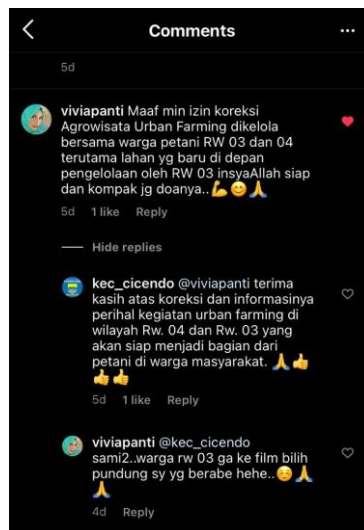 Comments
5d
viviapanti Maaf min izin koreksi
Agrowisata Urban Farming dikelola
bersama warga petani RW 03 and 04
terutama lahan yg baru di depan
pengelolaan oleh RW 03 insyaAllah siap
dan kompak jg doanya..💪😊🙏
5d 1 like Reply
Hide replies
kec_cicendo @viviapanti terima
kasih atas koreksi dan informasinya
perihal kegiatan urban farming di
wilayah Rw. 04 dan Rw. 03 yang
akan siap menjadi bagian dari
petani di warga masyarakat. 🙏👍
👍👍
5d 1 like Reply
vivapanti @kec_cicendo
sami2..warga rw 03 ga ke film bilih
pundung sy yg berabe hehe..☺️🙏
🙏
4d Reply